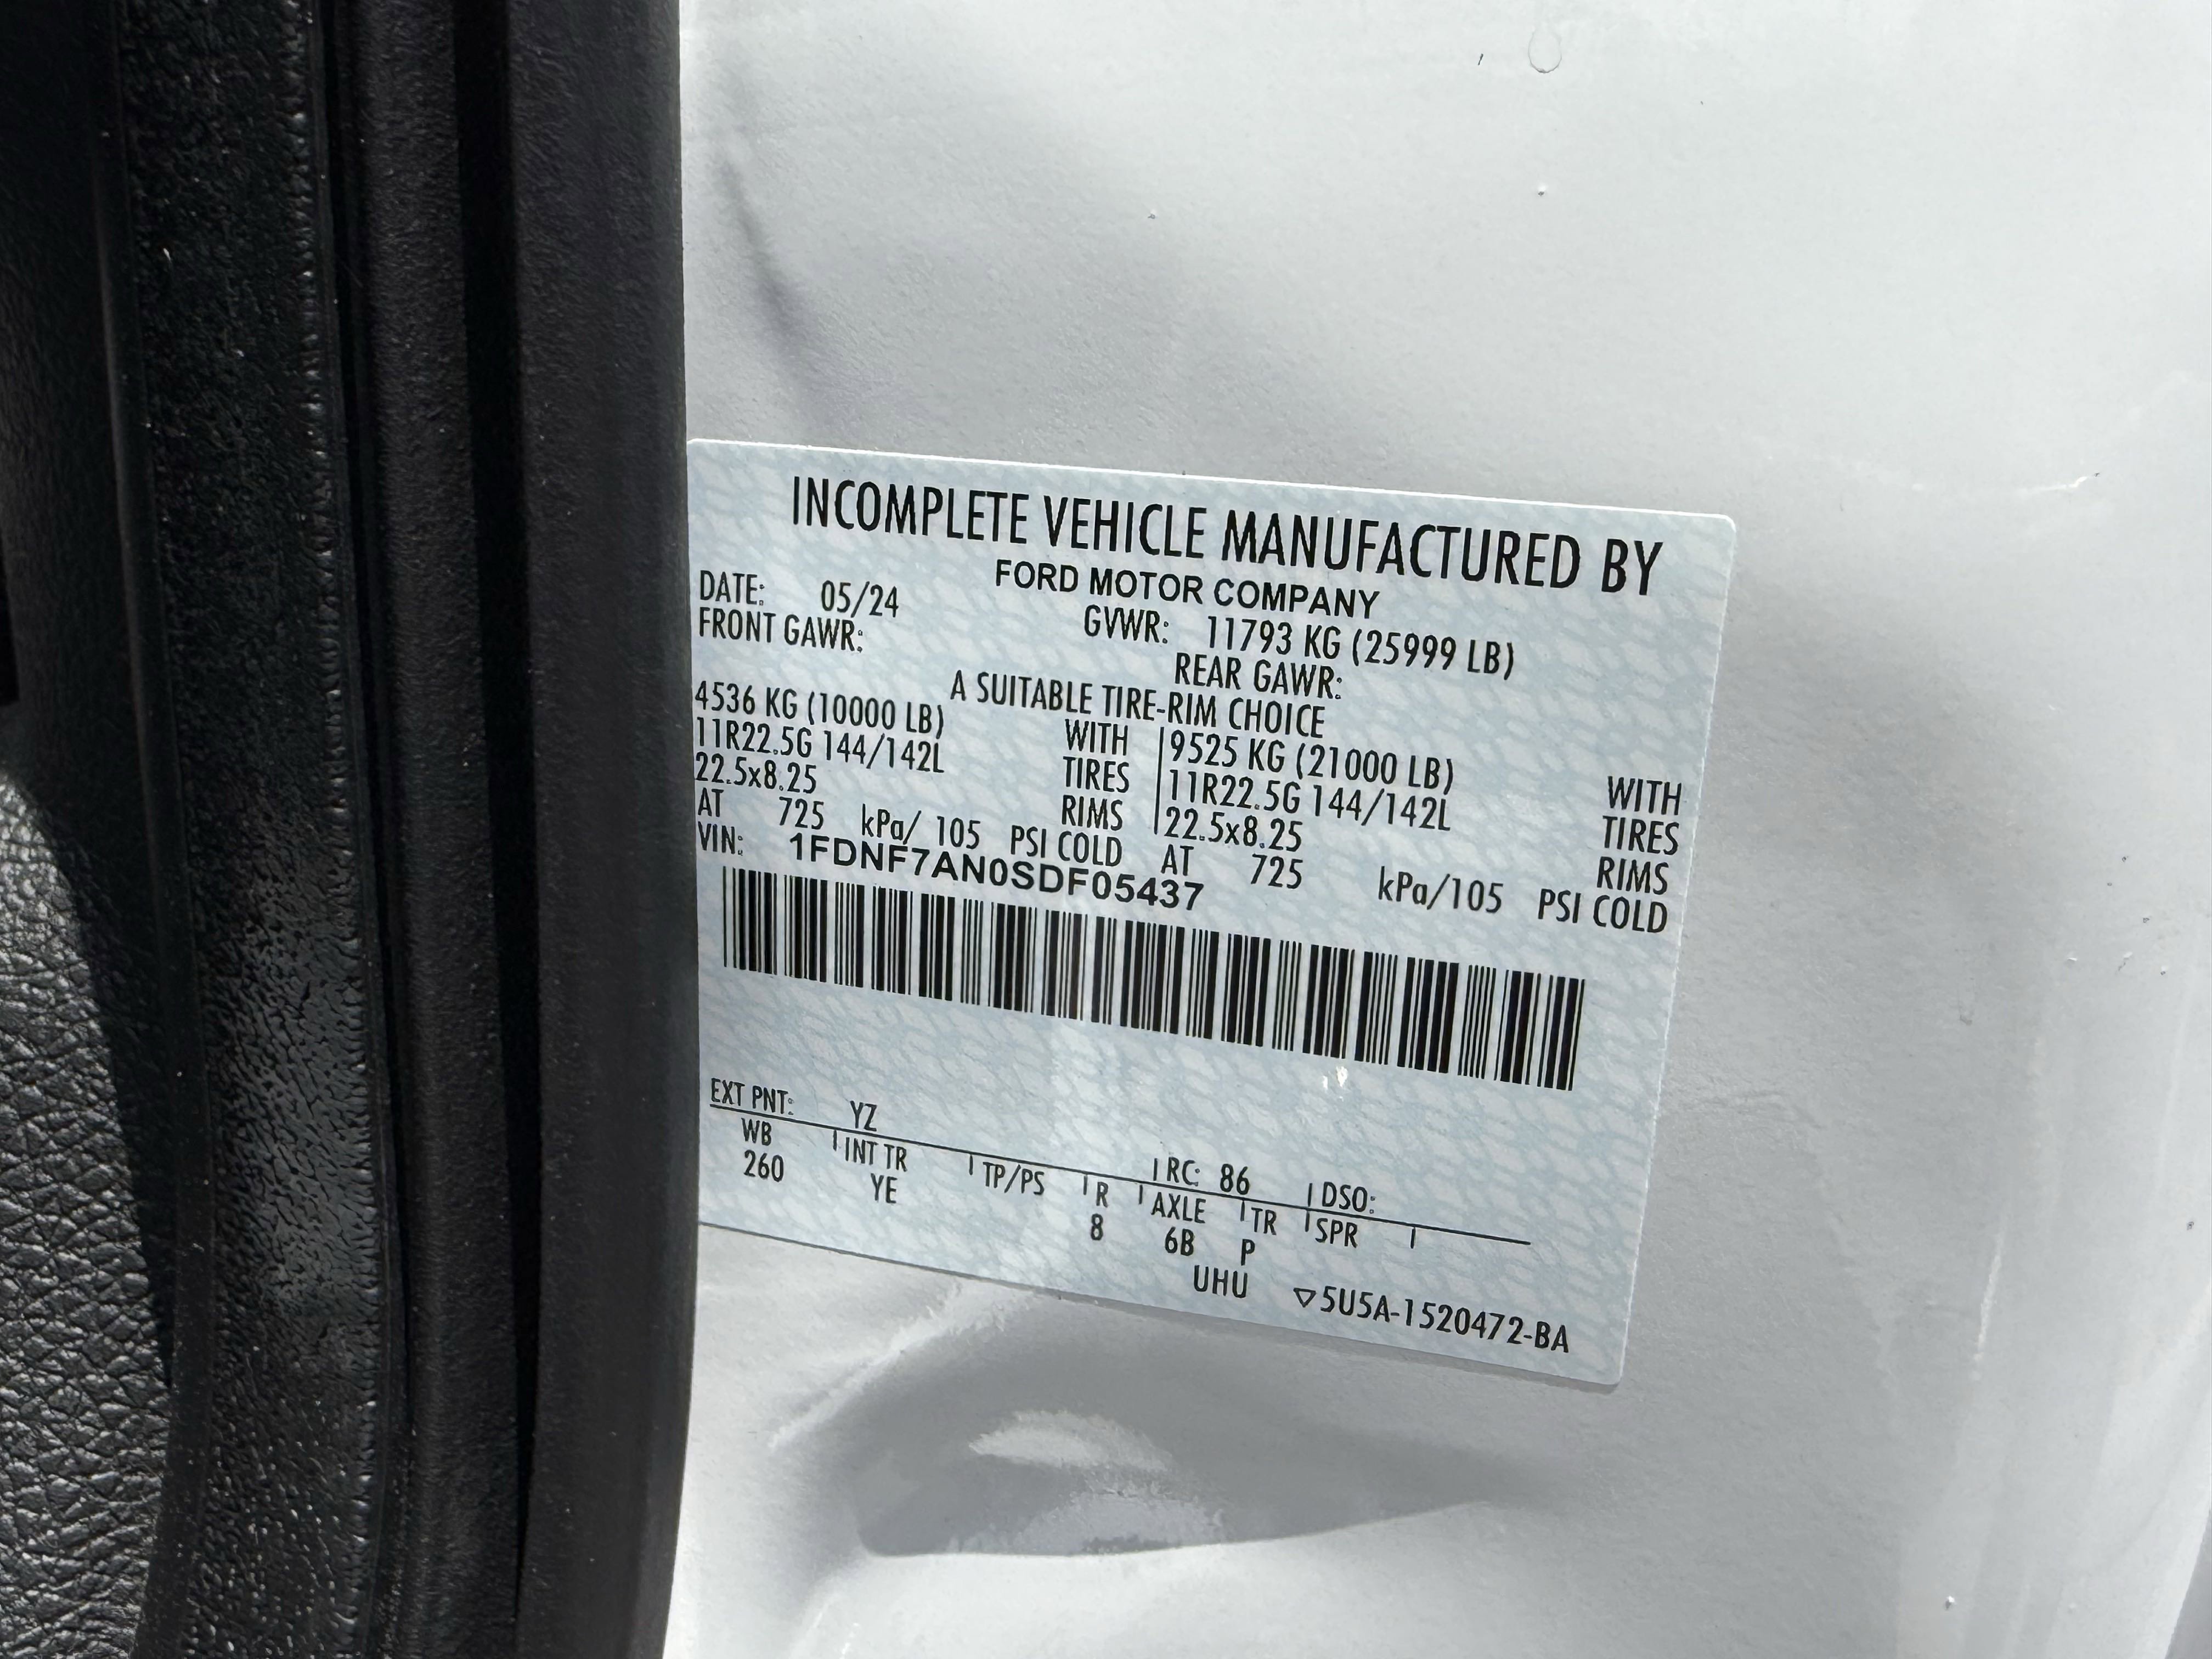 INCOMPLETE VEHICLE MANUFACTURED BY
FORD MOTOR COMPANY
DATE: 05/24 GVWR: 11793 KG (25999 LB)
FRONT GAWR: REAR GAWR:
A SUITABLE TIRE-RIM CHOICE
4536 KG (10000 LB) WITH 9525 KG (21000 LB) WITH
11R22.5G 144/142L TIRES 11R22.5G 144/142L TIRES
22.5x8.25 RIMS 22.5x8.25 RIMS
AT 725 kPa/ 105 PSI COLD AT 725 kPa/105 PSI COLD
VIN: 1FDNF7AN0SDF05437
EXT PNT: YZ RC: 86 DSO:
WB INT TR TP/PS R AXLE TR SPR
260 YE 8 6B P
UHU ▽5U5A-1520472-BA